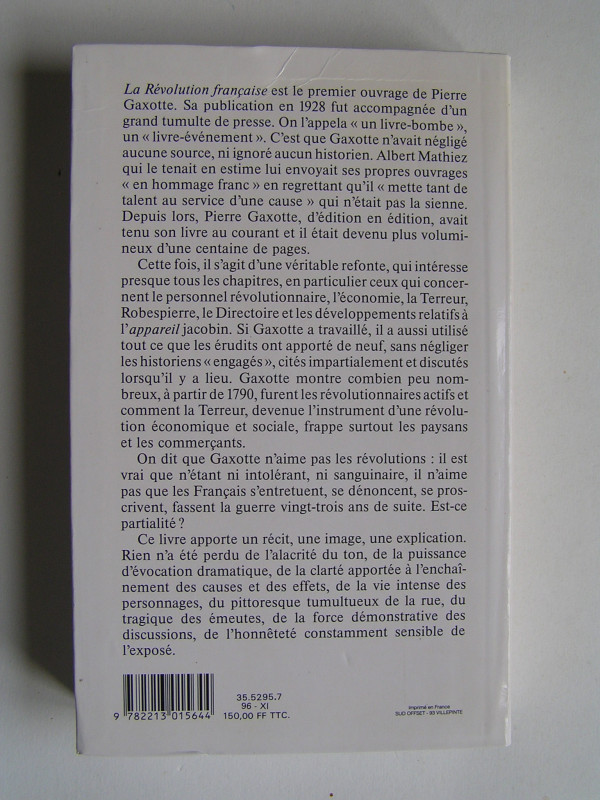 La Révolution française est le premier ouvrage de Pierre
Gaxotte. Sa publication en 1928 fut accompagnée d'un
grand tumulte de presse. On l'appela « un livre-bombe »,
un « livre-événement ». C'est que Gaxotte n'avait négligé
aucune source, ni ignoré aucun historien. Albert Mathiez
qui le tenait en estime lui envoyait ses propres ouvrages
« en hommage franc » en regrettant qu'il « mette tant de
talent au service d'une cause » qui n'était pas la sienne.
Depuis lors, Pierre Gaxotte, d'édition en édition, avait
tenu son livre au courant et il était devenu plus volumi-
neux d'une centaine de pages.
Cette fois, il s'agit d'une véritable refonte, qui intéresse
presque tous les chapitres, en particulier ceux qui concer-
nent le personnel révolutionnaire, l'économie, la Terreur,
Robespierre, le Directoire et les développements relatifs à
l'appareil jacobin. Si Gaxotte a travaillé, il a aussi utilisé
tout ce que les érudits ont apporté de neuf, sans négliger
les historiens « engagés », cités impartialement et discutés
lorsqu'il y a lieu. Gaxotte montre combien peu nom-
breux, à partir de 1790, furent les révolutionnaires actifs et
comment la Terreur, devenue l'instrument d'une révolu-
tion économique et sociale, frappe surtout les paysans
et les commerçants.
On dit que Gaxotte n'aime pas les révolutions : il est
vrai que n'étant ni intolérant, ni sanguinaire, il n'aime
pas que les Français s'entretuent, se dénoncent, se pros-
crivent, fassent la guerre vingt-trois ans de suite. Est-ce
partialité ?
Ce livre apporte un récit, une image, une explication.
Rien n'a été perdu de l'alacrité du ton, de la puissance
d'évocation dramatique, de la clarté apportée à l'enchaî-
nement des causes et des effets, de la vie intense des
personnages, du pittoresque tumultueux de la rue, du
tragique des émeutes, de la force démonstrative des
discussions, de l'honnêteté constamment sensible de
l'exposé.
35.5295.7
96 - XI
150,00 FF TTC.
9 782213 015644
Imprimé en France
SUD OFFSET - 93 VILLEPINTE